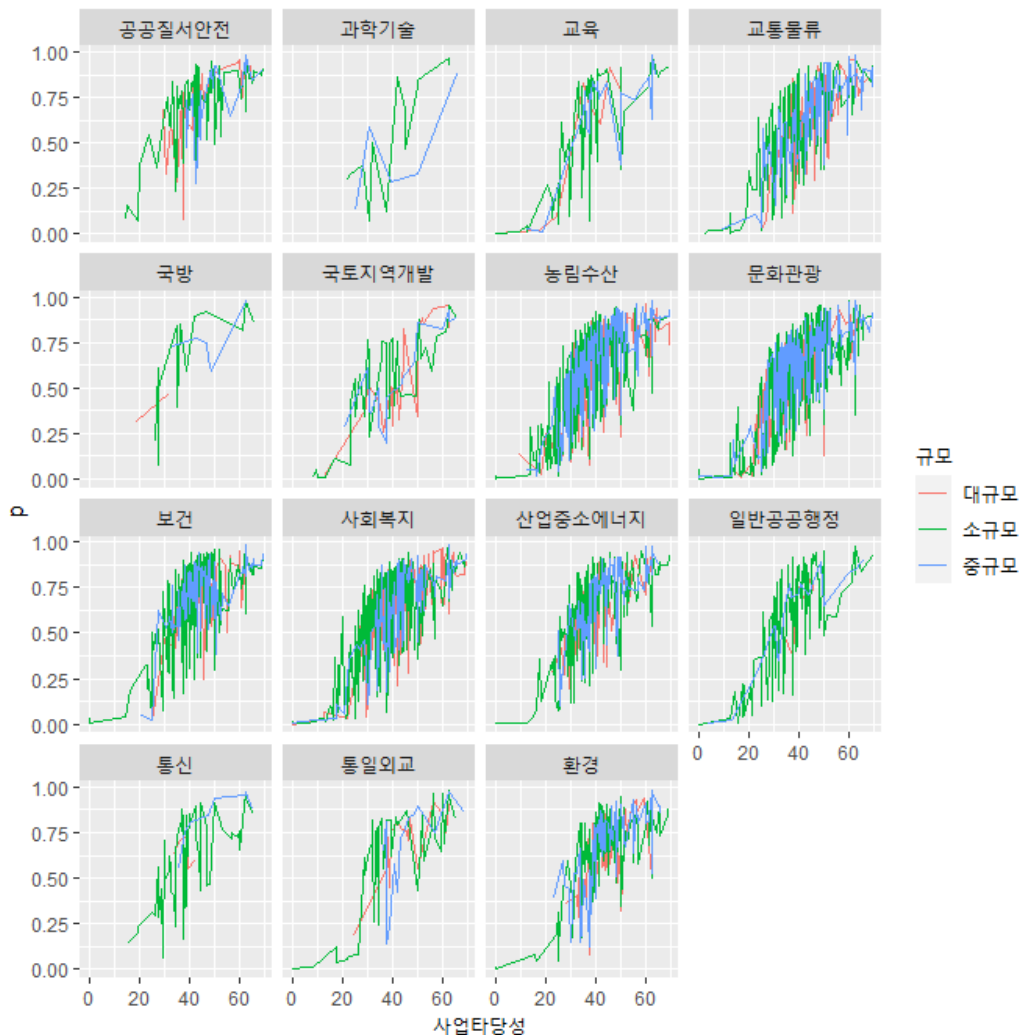 공공질서안전 과학기술 교육 교통물류
1.00
0.75
0.50
0.25
0.00
국방 국토지역개발 농림수산 문화관광
1.00
0.75
0.50
0.25
0.00
보건 사회복지 산업중소에너지 일반공공행정
1.00
0.75
0.50
0.25
0.00
0 20 40 60
통신 통일외교 환경
1.00
0.75
0.50
0.25
0.00
0 20 40 60 0 20 40 60 0 20 40 60
사업타당성
p
규모
대규모
소규모
중규모